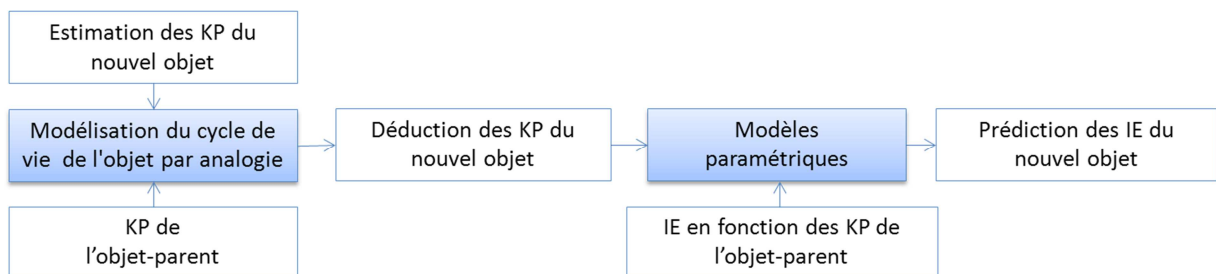 Estimation des KP du
nouvel objet
Modélisation du cycle de
vie de l'objet par analogie
Déduction des KP du
nouvel objet
Modèles
paramétriques
Prédiction des IE du
nouvel objet
KP de
l’objet-parent
IE en fonction des KP de
l’objet-parent